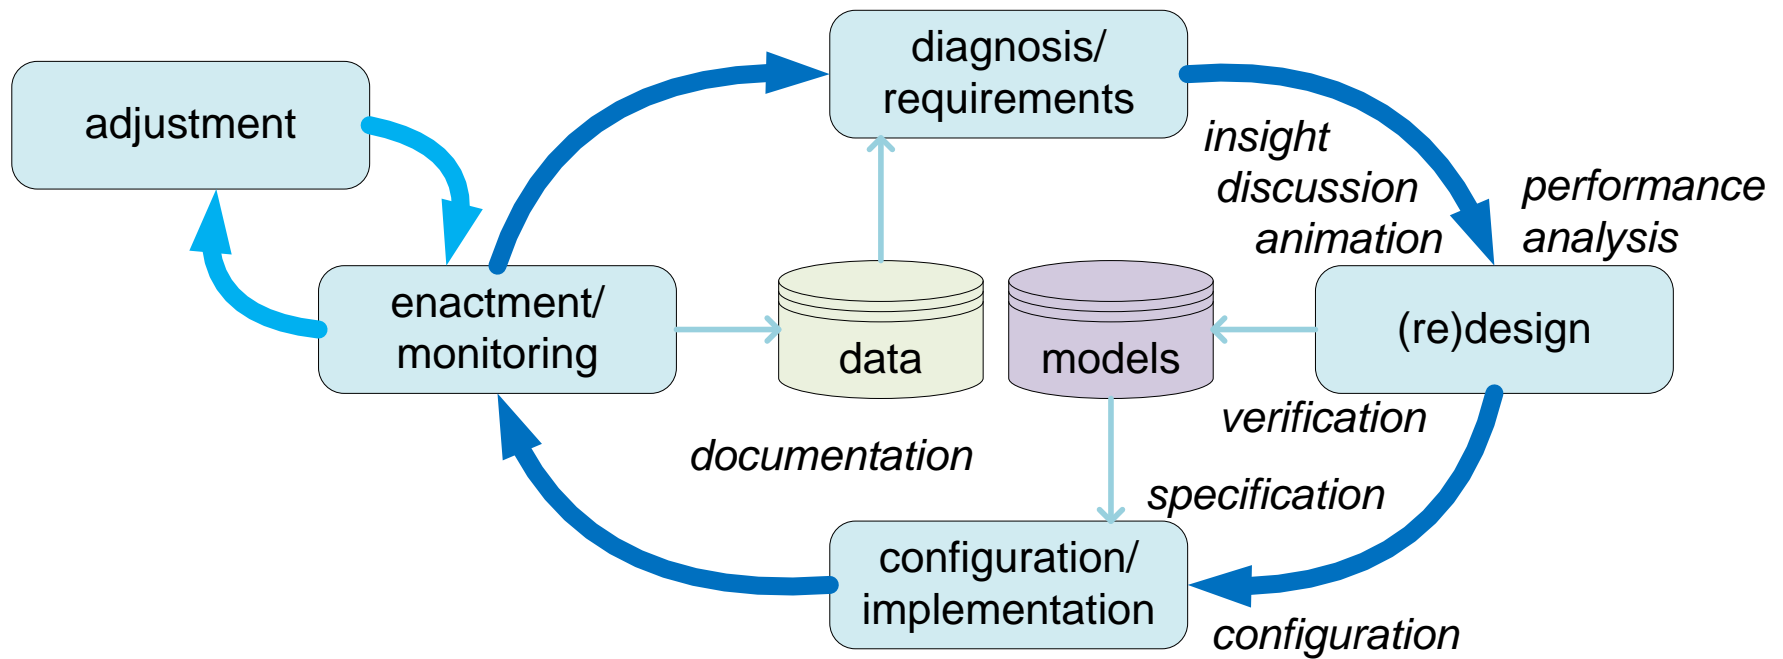 diagnosis/
requirements
adjustment
insight
discussion
animation
performance
analysis
enactment/
monitoring
data
models
(re)design
verification
documentation
specification
configuration/
implementation
configuration